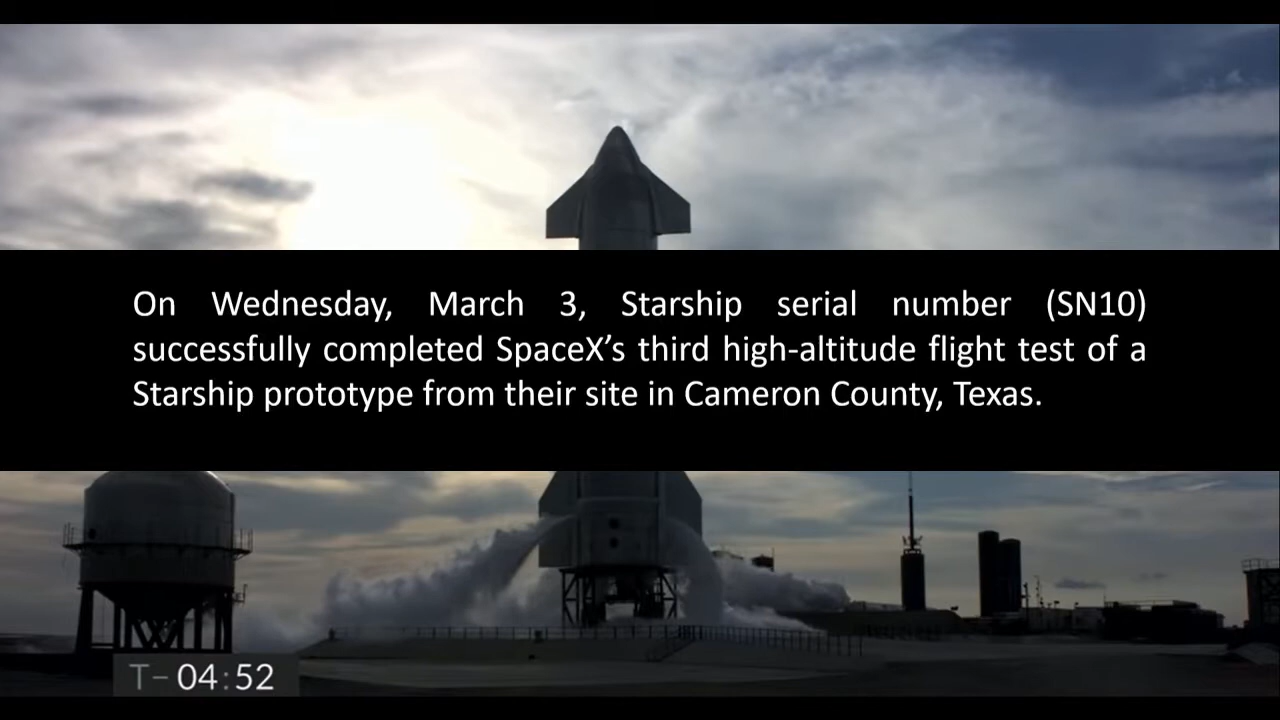 On Wednesday, March 3, Starship serial number (SN10)
successfully completed SpaceX’s third high-altitude flight test of a
Starship prototype from their site in Cameron County, Texas.
T–04:52